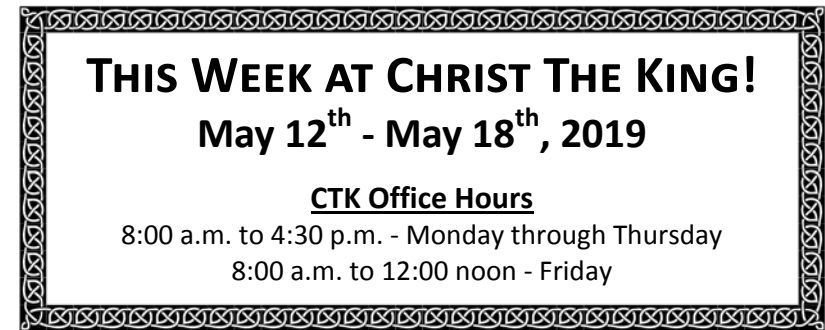 THIS WEEK AT CHRIST THE KING!
May 12th - May 18th, 2019
CTK Office Hours
8:00 a.m. to 4:30 p.m. - Monday through Thursday
8:00 a.m. to 12:00 noon - Friday